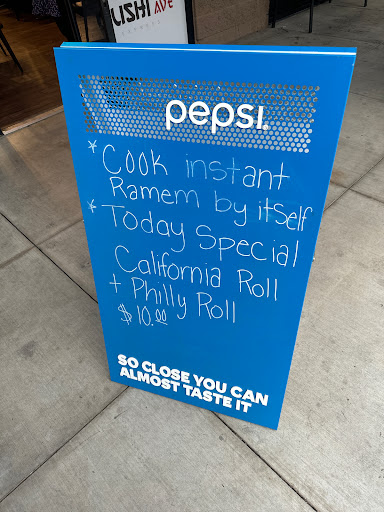 USHI AVE
pepsi.
* Cook instant
Ramem by itself
* Today Special
California Roll
+ Philly Roll
$10.00
SO CLOSE YOU CAN
ALMOST TASTE IT